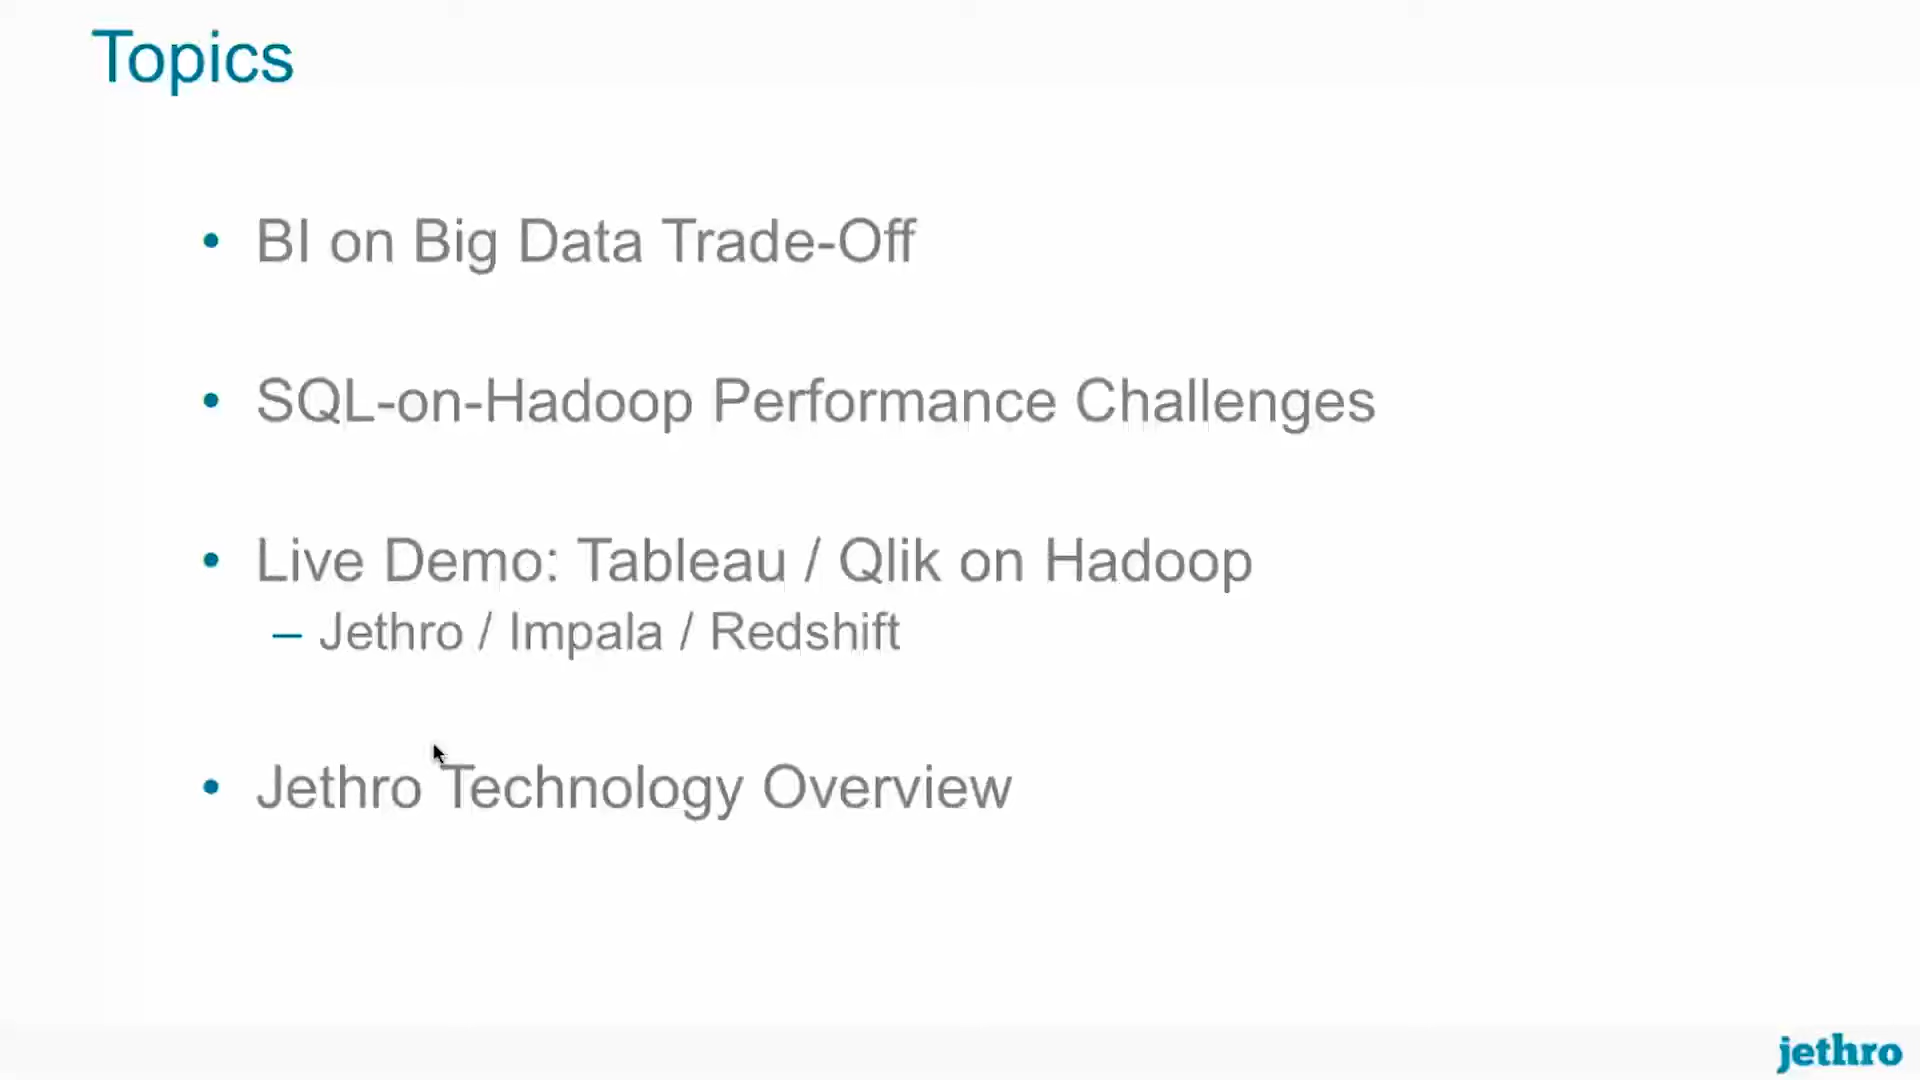 Topics
• BI on Big Data Trade-Off
• SQL-on-Hadoop Performance Challenges
• Live Demo: Tableau / Qlik on Hadoop
– Jethro / Impala / Redshift
• Jethro Technology Overview
jethro